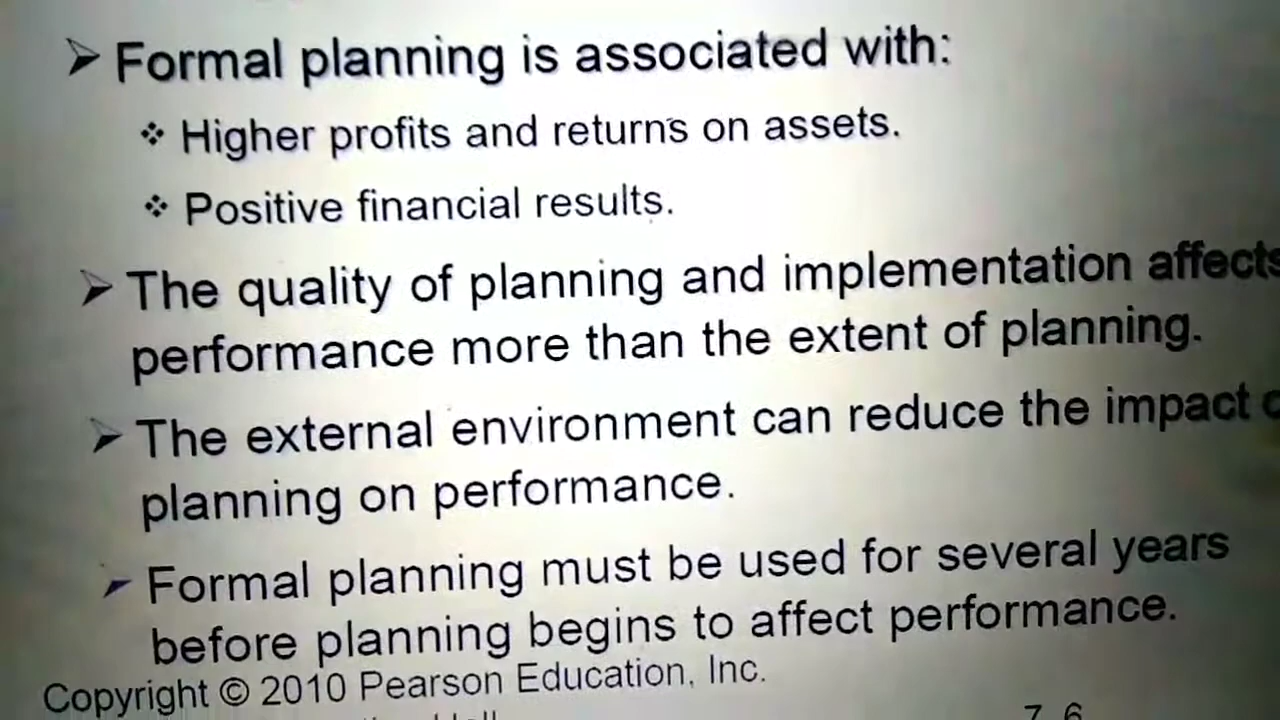 Formal planning is associated with:
Higher profits and returns on assets.
Positive financial results.
The quality of planning and implementation affects
performance more than the extent of planning.
The external environment can reduce the impact
planning on performance.
Formal planning must be used for several years
before planning begins to affect performance.
Copyright © 2010 Pearson Education, Inc.
7 6